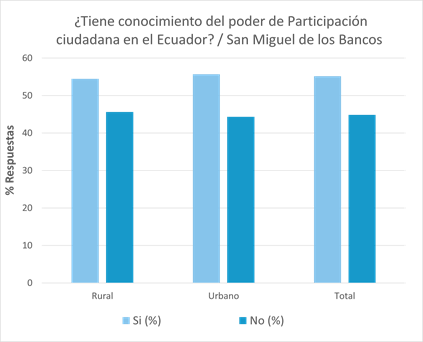 ¿Tiene conocimiento del poder de Participación
ciudadana en el Ecuador? / San Miguel de los Bancos
% Respuestas
60
50
40
30
20
10
0
Rural Urbano Total
Si (%) No (%)